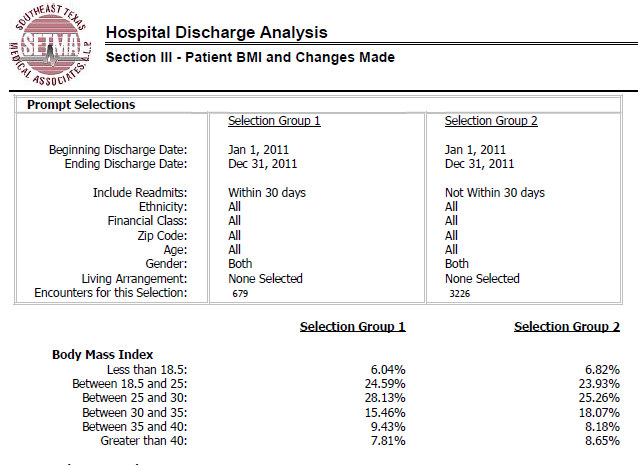 SOUTHEAST TEXAS
SETMA
MEDICAL ASSOCIATES, L.L.P.
Hospital Discharge Analysis
Section III - Patient BMI and Changes Made
Prompt Selections
Selection Group 1 Selection Group 2
Beginning Discharge Date: Jan 1, 2011 Jan 1, 2011
Ending Discharge Date: Dec 31, 2011 Dec 31, 2011
Include Readmits: Within 30 days Not Within 30 days
Ethnicity: All All
Financial Class: All All
Zip Code: All All
Age: All All
Gender: Both Both
Living Arrangement: None Selected None Selected
Encounters for this Selection: 679 3226
Selection Group 1 Selection Group 2
Body Mass Index
Less than 18.5: 6.04% 6.82%
Between 18.5 and 25: 24.59% 23.93%
Between 25 and 30: 28.13% 25.26%
Between 30 and 35: 15.46% 18.07%
Between 35 and 40: 9.43% 8.18%
Greater than 40: 7.81% 8.65%